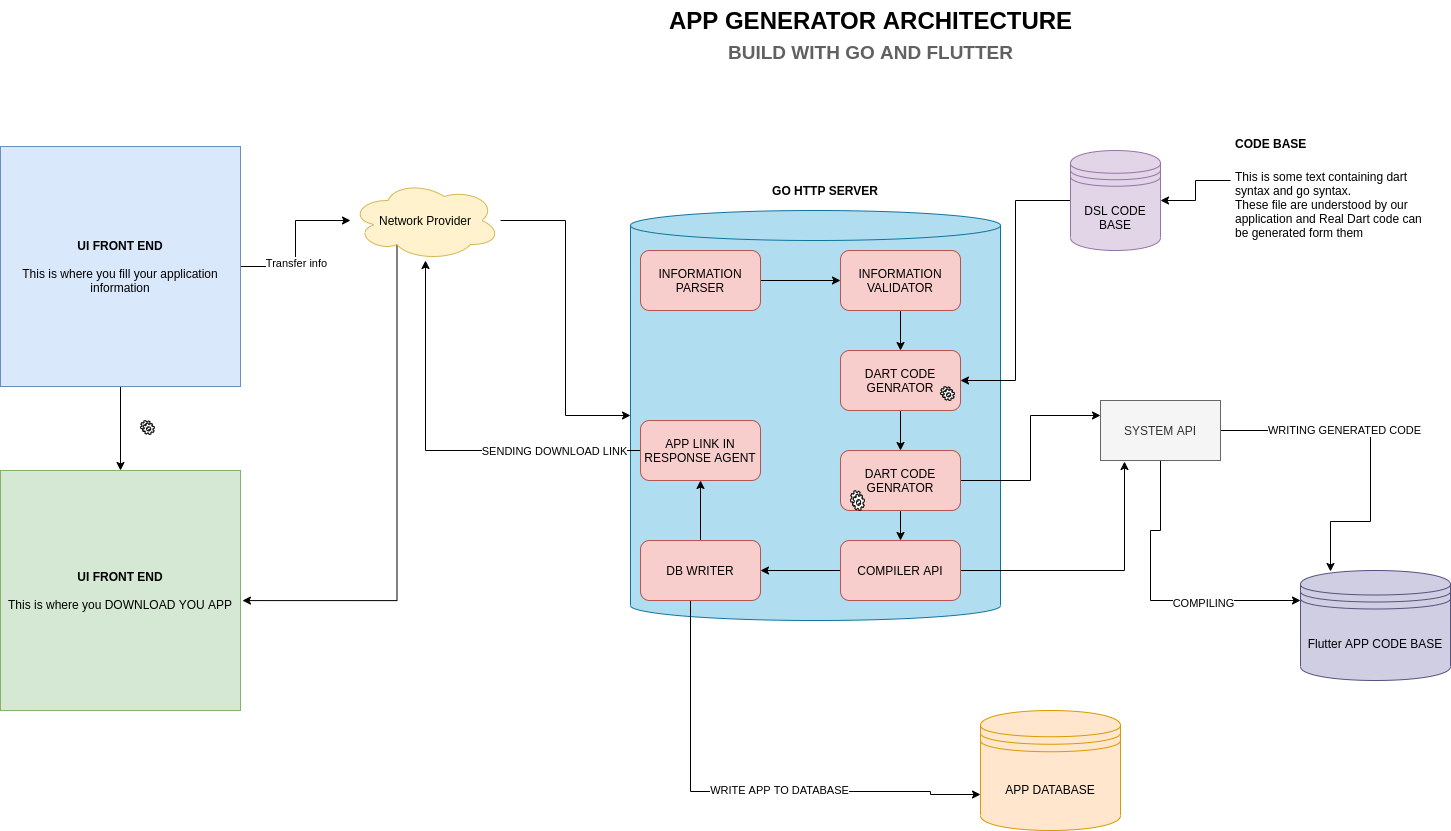 APP GENERATOR ARCHITECTURE
BUILD WITH GO AND FLUTTER
UI FRONT END
This is where you fill your application
information
Transfer info
Network Provider
GO HTTP SERVER
INFORMATION
PARSER
INFORMATION
VALIDATOR
DART CODE
GENRATOR
DSL CODE
BASE
CODE BASE
This is some text containing dart
syntax and go syntax.
These file are understood by our
application and Real Dart code can
be generated form them
APP LINK IN
RESPONSE AGENT
SENDING DOWNLOAD LINK
DART CODE
GENRATOR
SYSTEM API
WRITING GENERATED CODE
DB WRITER
COMPILER API
COMPILING
Flutter APP CODE BASE
UI FRONT END
This is where you DOWNLOAD YOU APP
WRITE APP TO DATABASE
APP DATABASE